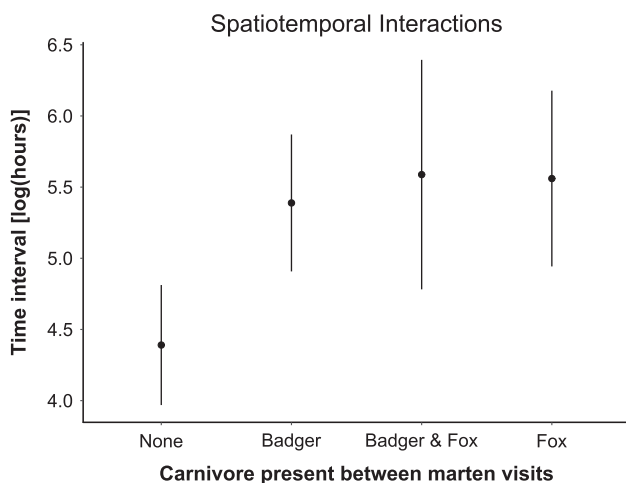 Spatiotemporal Interactions
Time interval [log(hours)]
6.5
6.0
5.5
5.0
4.5
4.0
None
Badger
Badger & Fox
Fox
Carnivore present between marten visits